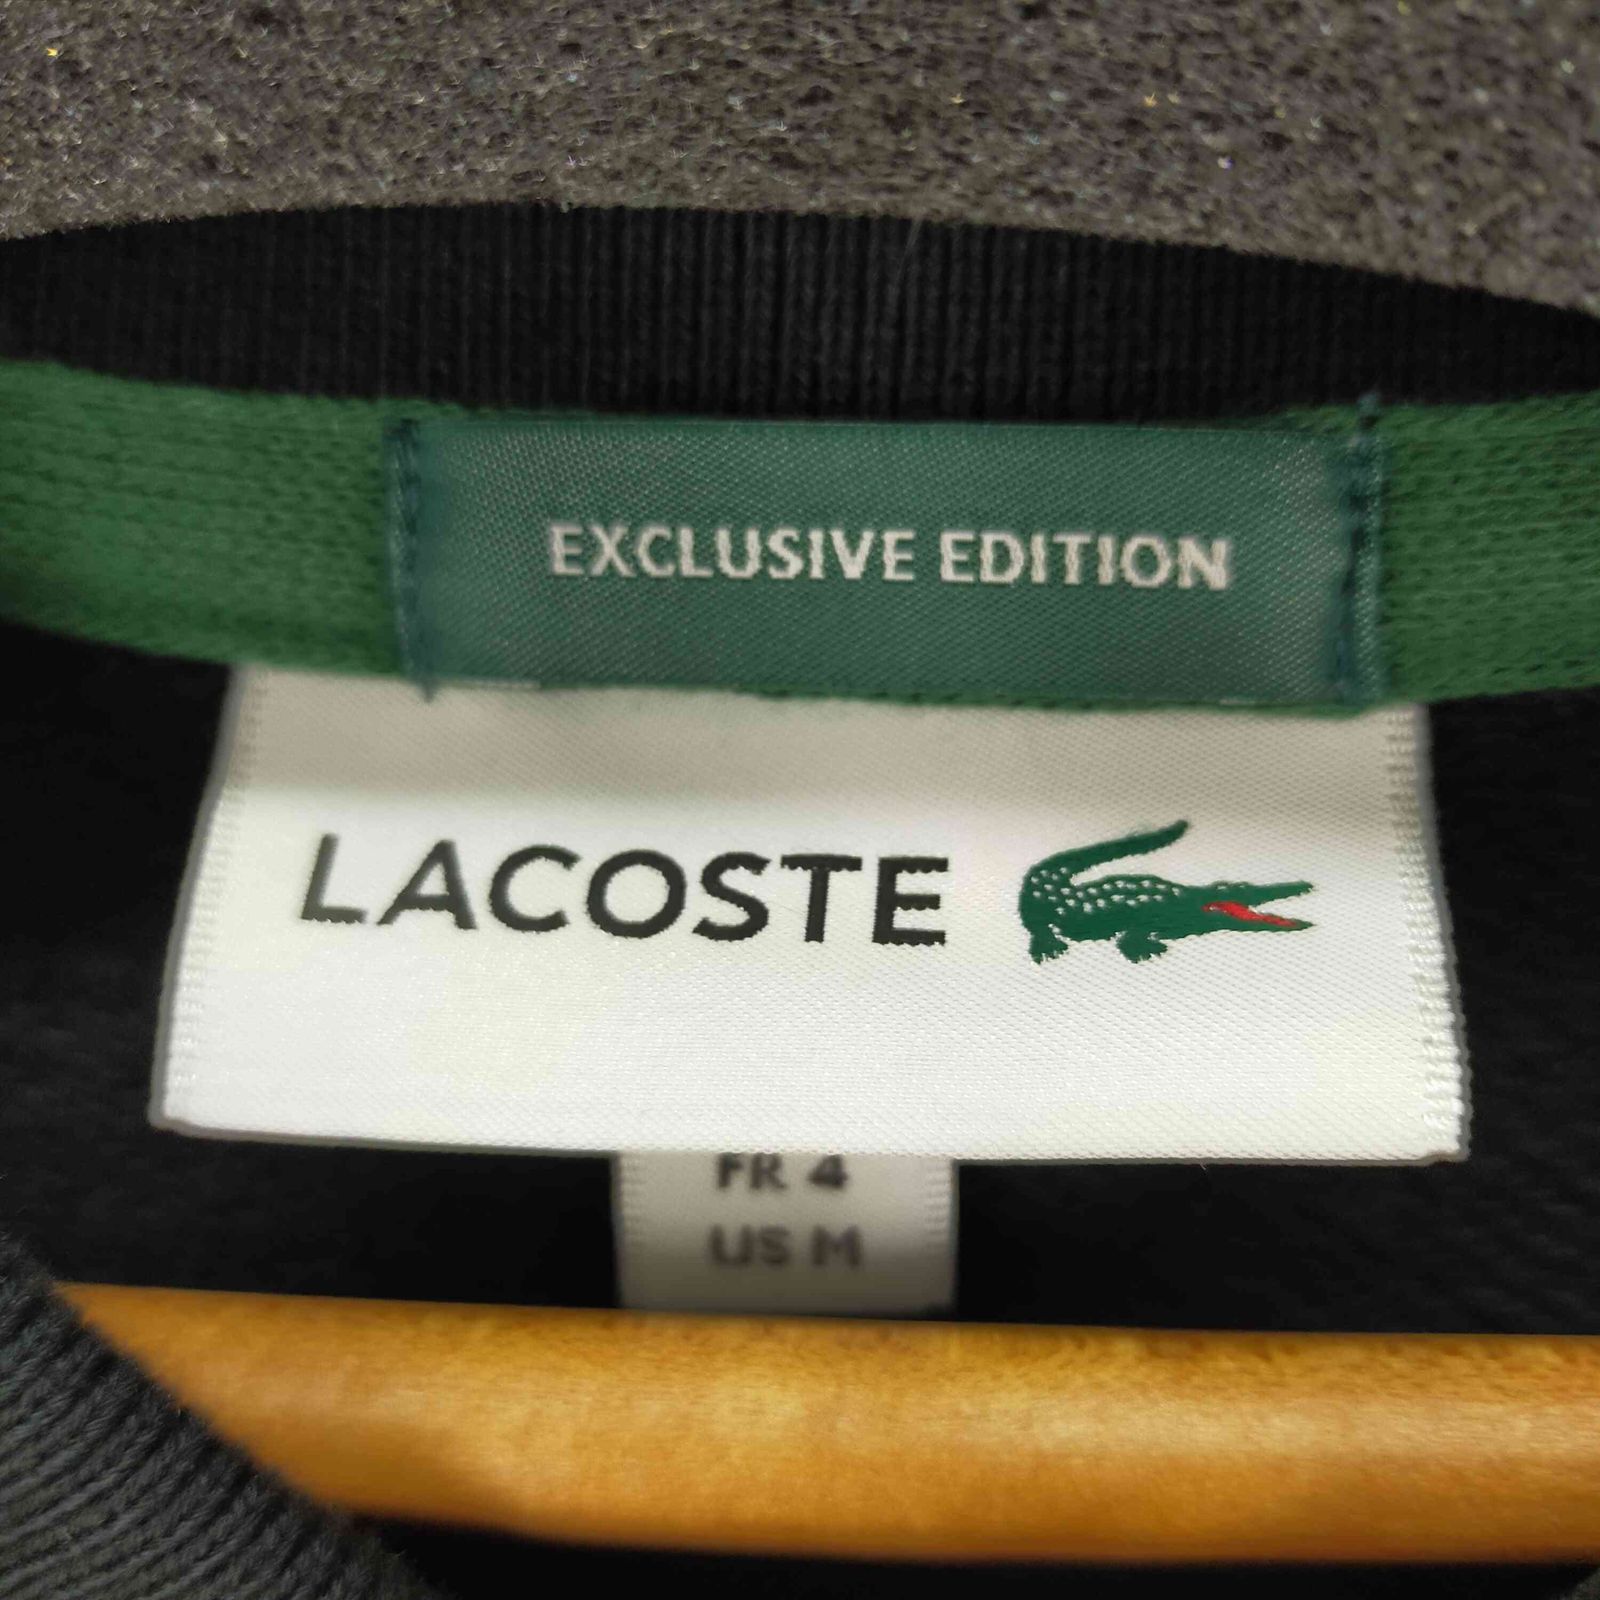 EXCLUSIVE EDITION
LACOSTE
FR 4
US M